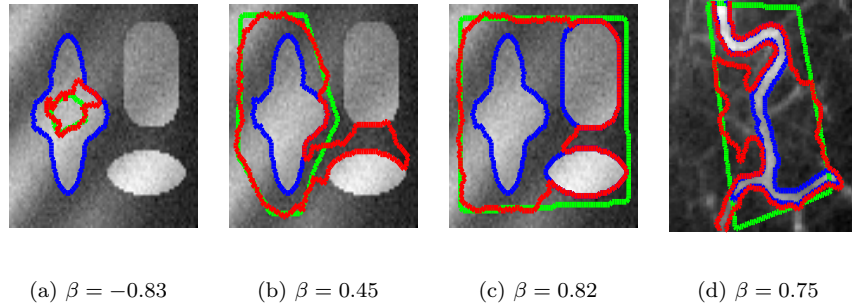 (a) β = −0.83 (b) β = 0.45 (c) β = 0.82 (d) β = 0.75